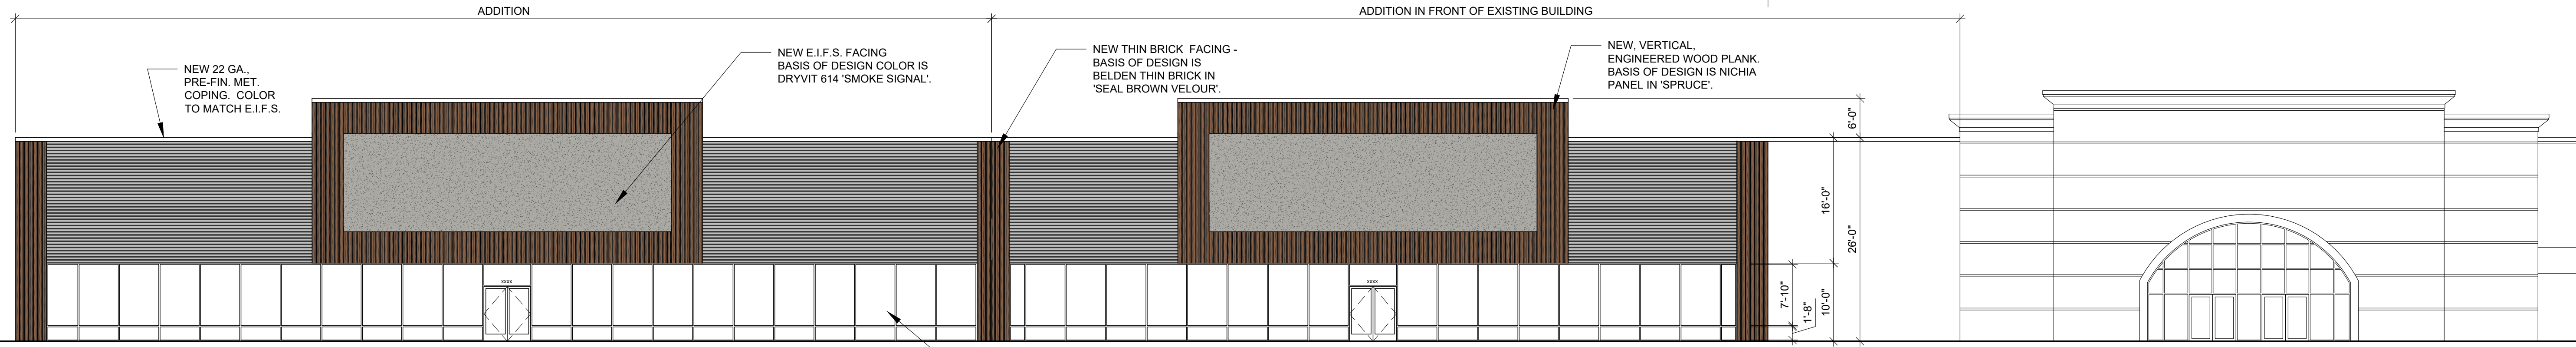 ADDITION
ADDITION IN FRONT OF EXISTING BUILDING
NEW 22 GA.,
PRE-FIN. MET.
COPING.  COLOR
TO MATCH E.I.F.S.
NEW E.I.F.S. FACING
BASIS OF DESIGN COLOR IS
DRYVIT 614 'SMOKE SIGNAL'.
NEW THIN BRICK  FACING -
BASIS OF DESIGN IS
BELDEN THIN BRICK IN
'SEAL BROWN VELOUR'.
NEW, VERTICAL,
ENGINEERED WOOD PLANK.
BASIS OF DESIGN IS NICHIA
PANEL IN 'SPRUCE'.
6'-0"
16'-0"
26'-0"
7'-10"
1'-8"
10'-0"
xxxx
xxxx